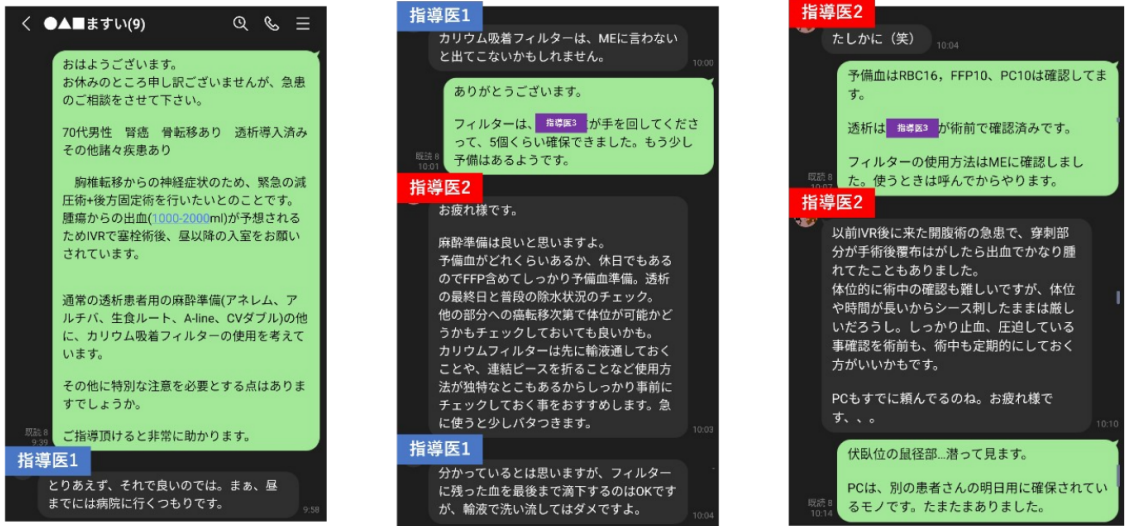 ●▲■ますい(9)
おはようございます。
お休みのところ申し訳ございませんが、急患
のご相談をさせて下さい。
70代男性 腎癌 骨転移あり 透析導入済み
その他諸々疾患あり
胸椎転移からの神経症状のため、緊急の減
圧術+後方固定術を行いたいとのことです。
腫瘍からの出血(1000-2000ml)が予想される
ためIVRで塞栓術後、昼以降の入室をお願い
されています。
通常の透析患者用の麻酔準備(アネレム、ア
ルチバ、生食ルート、A-line、CVダブル)の他
に、カリウム吸着フィルターの使用を考えて
います。
その他に特別な注意を必要とする点はありま
すでしょうか。
ご指導頂けると非常に助かります。
既読 8
9:39
指導医1
とりあえず、それで良いのでは。まぁ、昼
までには病院に行くつもりです。
9:58
指導医1
カリウム吸着フィルターは、MEに言わない
と出てこないかもしれません。
10:00
ありがとうございます。
フィルターは、 指導医3 が手を回してくださ
って、5個くらい確保できました。もう少し
予備はあるようです。
既読 8
10:01
指導医2
お疲れ様です。
麻酔準備は良いと思いますよ。
予備血がどれくらいあるか、休日でもある
のでFFP含めてしっかり予備血準備。透析
の最終日と普段の除水状況のチェック。
他の部分への癌転移次第で体位が可能かど
うかもチェックしておいても良いかも。
カリウムフィルターは先に輸液通しておく
ことや、連結ピースを折ることなど使用方
法が独特なとこもあるからしっかり事前に
チェックしておく事をおすすめします。急
に使うと少しバタつきます。
10:03
指導医1
分かっているとは思いますが、フィルター
に残った血を最後まで滴下するのはOKです
が、輸液で洗い流してはダメですよ。
10:04
指導医2
たしかに（笑）
10:04
予備血はRBC16，FFP10、PC10は確認してま
す。
透析は 指導医3 が術前で確認済みです。
フィルターの使用方法はMEに確認しまし
た。使うときは呼んでからやります。
既読 8
10:07
指導医2
以前IVR後に来た開腹術の急患で、穿刺部
分が手術後覆布はがしたら出血でかなり腫
れてたこともありました。
体位的に術中の確認も難しいですが、体位
や時間が長いからシース刺したままは厳し
いだろうし。しっかり止血、圧迫している
事確認を術前も、術中も定期的にしておく
方がいいかもです。
PCもすでに頼んでるのね。お疲れ様で
す、、。
10:10
伏臥位の鼠径部...潜って見ます。
PCは、別の患者さんの明日用に確保されてい
るモノです。たまたまありました。
既読 8
10:14